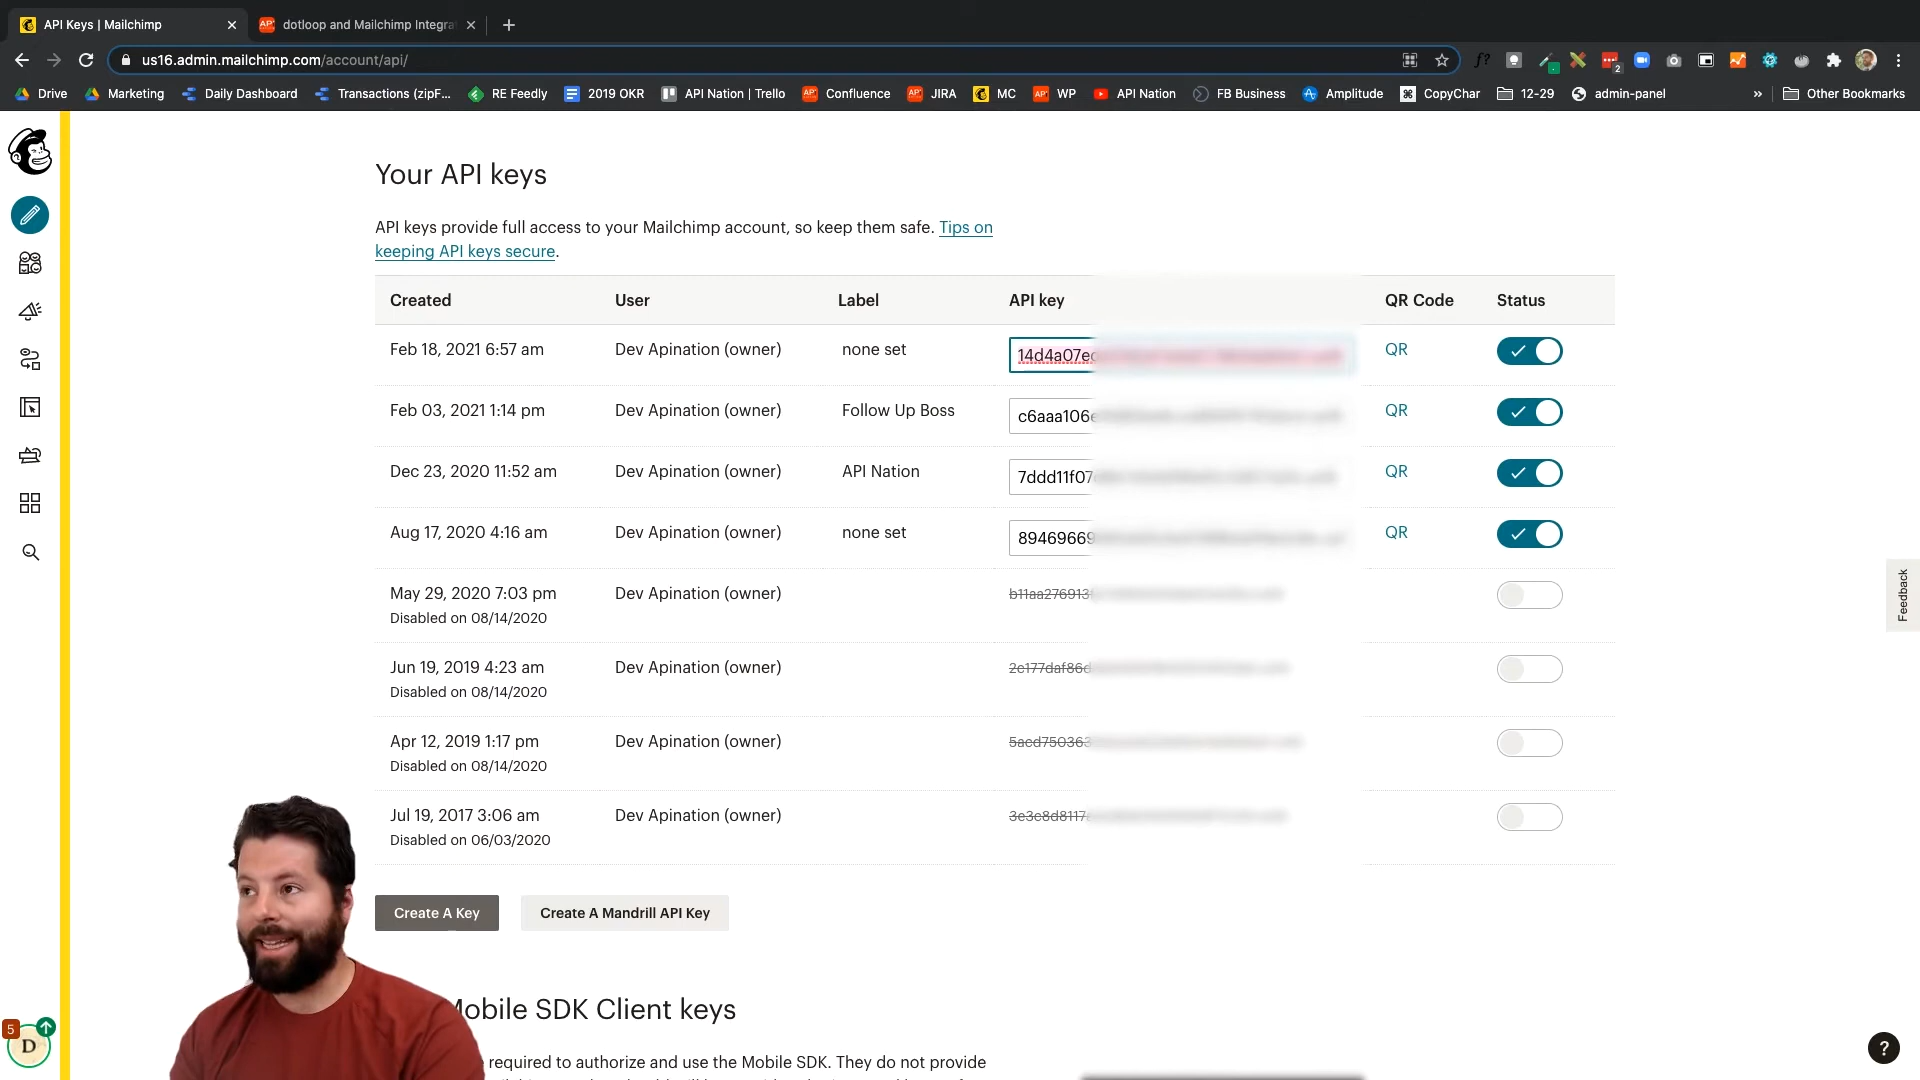 API Keys | Mailchimp
dotloop and Mailchimp Integra
us16.admin.mailchimp.com/account/api/
Drive
Marketing
Daily Dashboard
Transactions (zipF...
RE Feedly
2019 OKR
API Nation | Trello
Confluence
JIRA
MC
WP
API Nation
FB Business
Amplitude
CopyChar
12-29
admin-panel
»
Other Bookmarks
Your API keys
API keys provide full access to your Mailchimp account, so keep them safe. Tips on
keeping API keys secure.
Created User Label API key QR Code Status
Feb 18, 2021 6:57 am Dev Apination (owner) none set 14d4a07e QR
Feb 03, 2021 1:14 pm Dev Apination (owner) Follow Up Boss c6aaa106 QR
Dec 23, 2020 11:52 am Dev Apination (owner) API Nation 7ddd11f07 QR
Aug 17, 2020 4:16 am Dev Apination (owner) none set 89469669 QR
May 29, 2020 7:03 pm Dev Apination (owner) b11aa276913
Disabled on 08/14/2020
Jun 19, 2019 4:23 am Dev Apination (owner) 2c177daf86
Disabled on 08/14/2020
Apr 12, 2019 1:17 pm Dev Apination (owner) 5acd750363
Disabled on 08/14/2020
Jul 19, 2017 3:06 am Dev Apination (owner) 3c3c8d8117
Disabled on 06/03/2020
Create A Key
Create A Mandrill API Key
Mobile SDK Client keys
required to authorize and use the Mobile SDK. They do not provide
Feedback
5
D
?